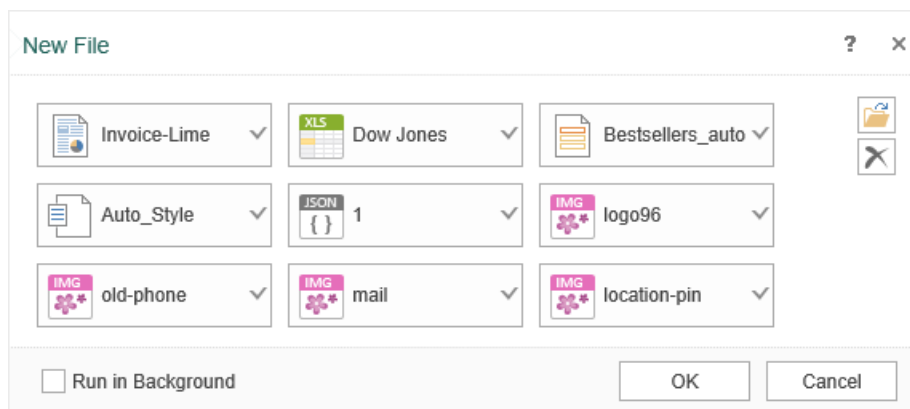 New File ? ×
Invoice-Lime XLS Dow Jones Bestsellers_auto
Auto_Style JSON { } 1 IMG logo96
IMG old-phone IMG mail IMG location-pin
Run in Background OK Cancel